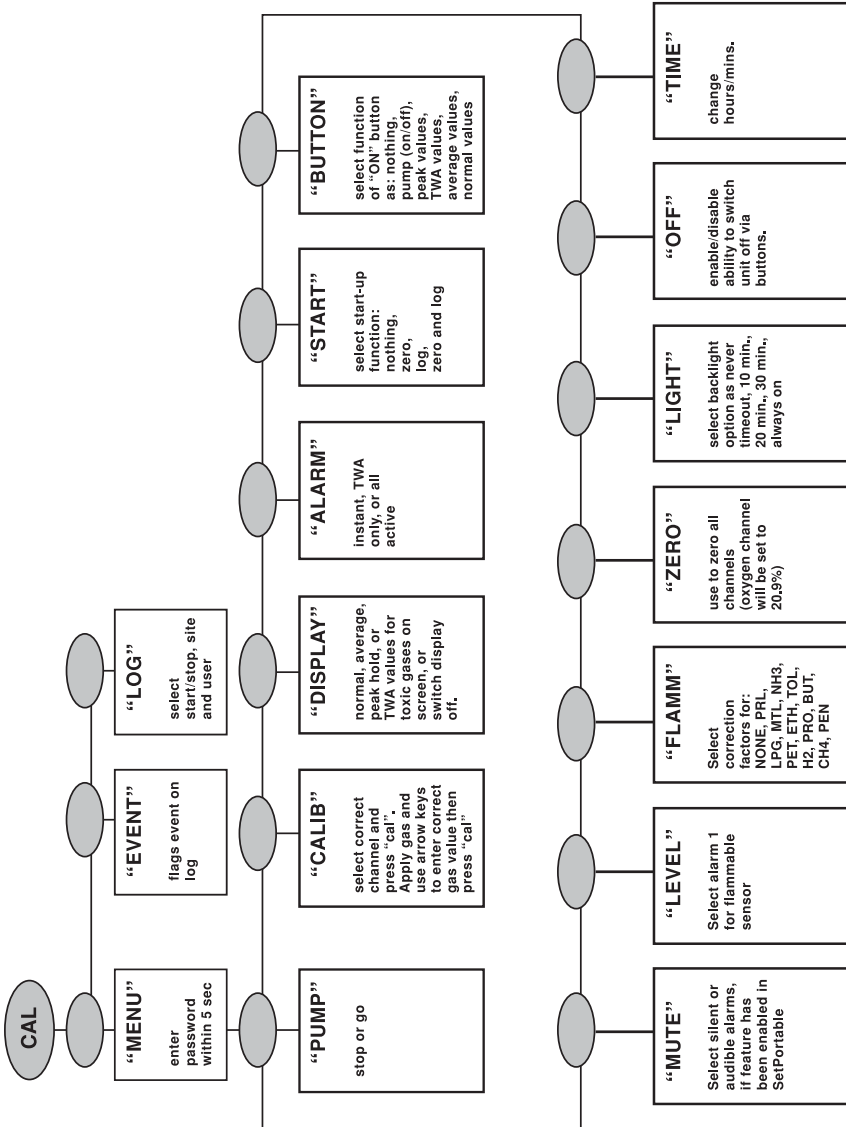 CAL
“MENU”
enter
password
within 5 sec
“EVENT”
flags event on
log
“LOG”
select
start/stop, site
and user
“PUMP”
stop or go
“CALIB”
select correct
channel and
press “cal”.
Apply gas and
use arrow keys
to enter correct
gas value then
press “cal”
“DISPLAY”
normal, average,
peak hold, or
TWA values for
toxic gases on
screen, or
switch display
off.
“ALARM”
instant, TWA
only, or all
active
“START”
select start-up
function:
nothing,
zero,
log,
zero and log
“BUTTON”
select function
of “ON” button
as: nothing,
pump (on/off),
peak values,
TWA values,
average values,
normal values
“MUTE”
Select silent or
audible alarms,
if feature has
been enabled in
SetPortable
“LEVEL”
Select alarm 1
for flammable
sensor
“FLAMM”
Select
correction
factors for:
NONE, PRL,
LPG, MTL, NH3,
PET, ETH, TOL,
H2, PRO, BUT,
CH4, PEN
“ZERO”
use to zero all
channels
(oxygen channel
will be set to
20.9%)
“LIGHT”
select backlight
option as never
timeout, 10 min.,
20 min., 30 min.,
always on
“OFF”
enable/disable
ability to switch
unit off via
buttons.
“TIME”
change
hours/mins.